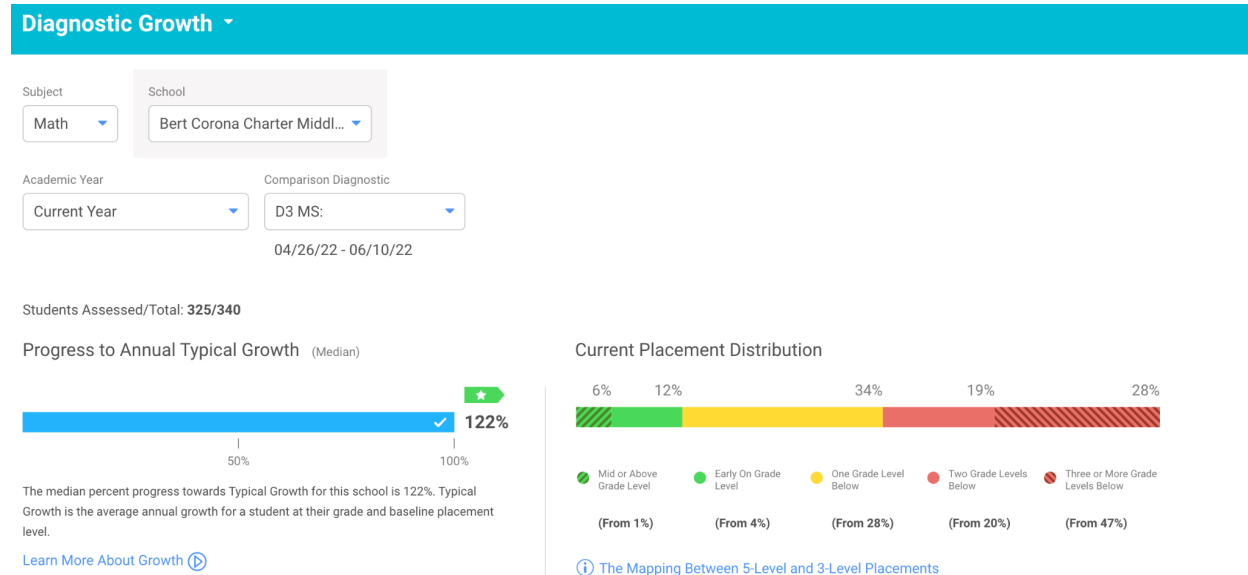 Diagnostic Growth
Subject
School
Math
Bert Corona Charter Middl...
Academic Year
Comparison Diagnostic
Current Year
D3 MS:
04/26/22 - 06/10/22
Students Assessed/Total: 325/340
Progress to Annual Typical Growth (Median)
122%
50%
100%
The median percent progress towards Typical Growth for this school is 122%. Typical
Growth is the average annual growth for a student at their grade and baseline placement
level.
Learn More About Growth
Current Placement Distribution
6% 12% 34% 19% 28%
Mid or Above
Grade Level
(From 1%)
Early On Grade
Level
(From 4%)
One Grade Level
Below
(From 28%)
Two Grade Levels
Below
(From 20%)
Three or More Grade
Levels Below
(From 47%)
The Mapping Between 5-Level and 3-Level Placements